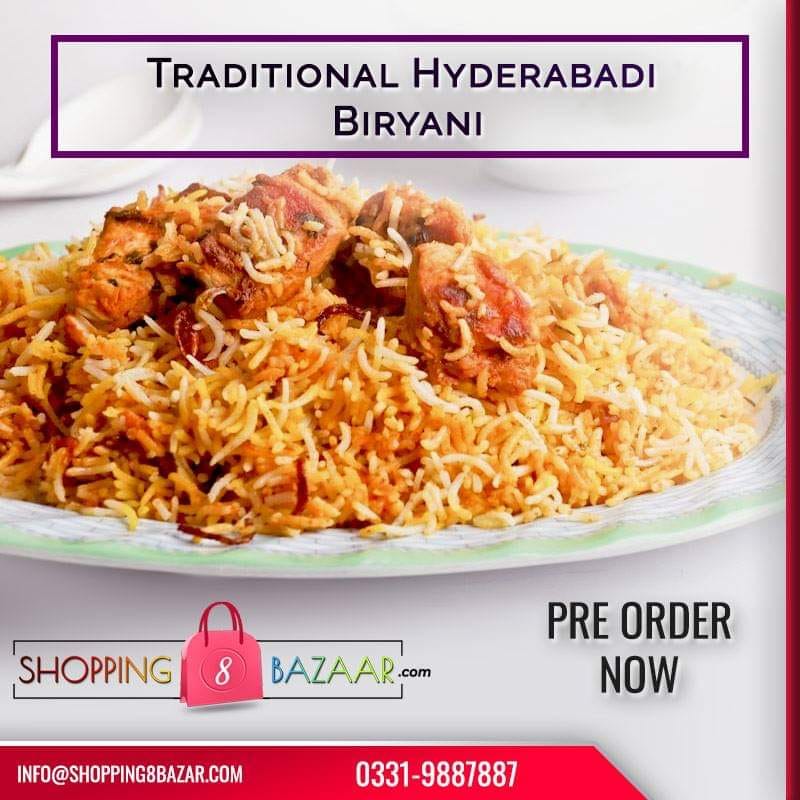 Traditional Hyderabadi
Biryani
PRE ORDER
NOW
SHOPPING 8 BAZAAR.com
INFO@SHOPPING8BAZAR.COM
0331-9887887